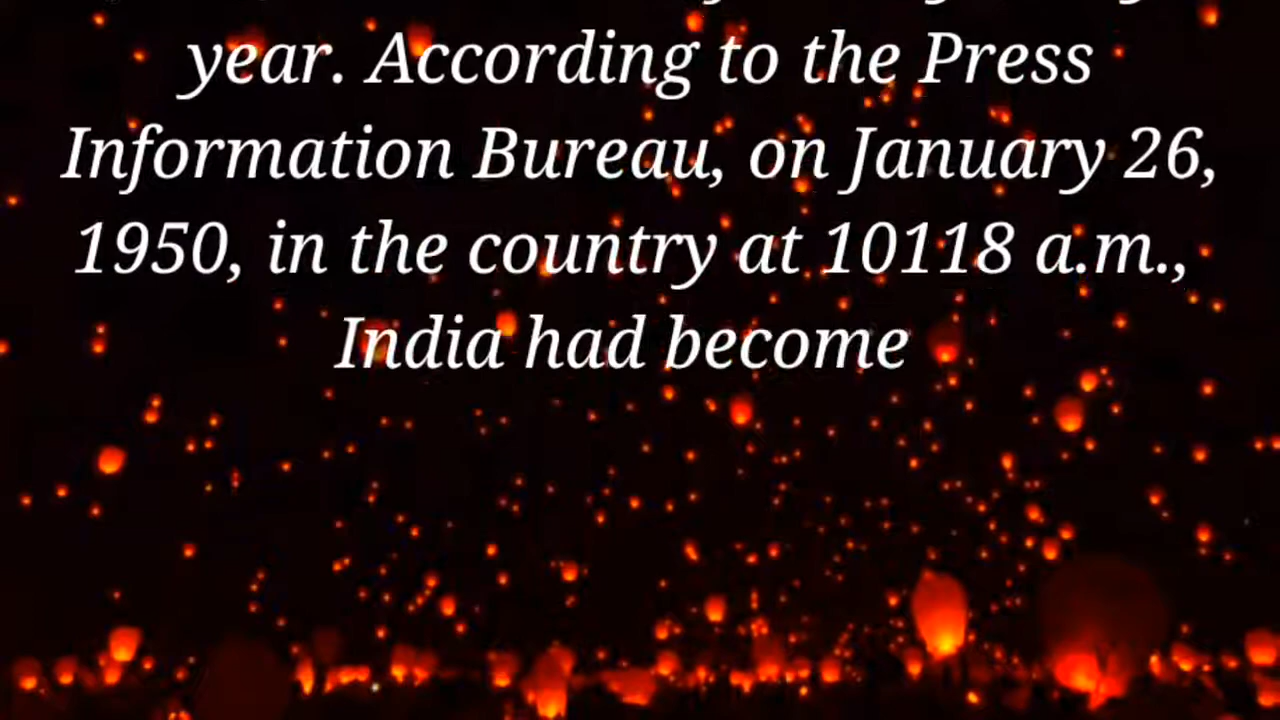 year. According to the Press
Information Bureau, on January 26,
1950, in the country at 10118 a.m.,
India had become